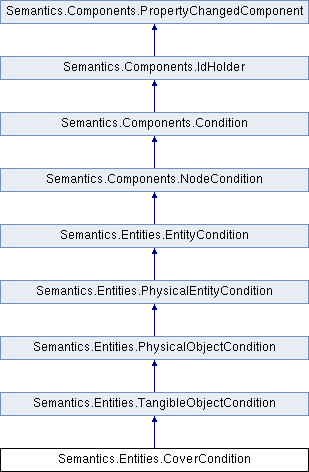 Semantics.Components.PropertyChangedComponent
Semantics.Components.IdHolder
Semantics.Components.Condition
Semantics.Components.NodeCondition
Semantics.Entities.EntityCondition
Semantics.Entities.PhysicalEntityCondition
Semantics.Entities.PhysicalObjectCondition
Semantics.Entities.TangibleObjectCondition
Semantics.Entities.CoverCondition